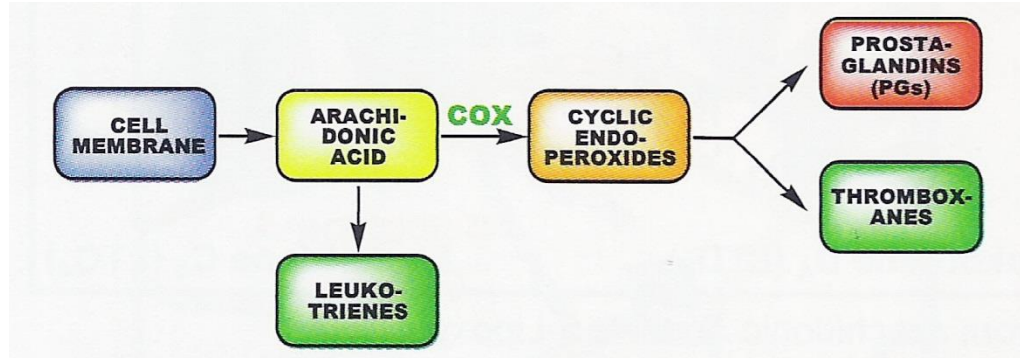 PROSTA-
GLANDINS
(PGs)
CELL
MEMBRANE
ARACHI-
DONIC
ACID
COX
CYCLIC
ENDO-
PEROXIDES
THROMBOX-
ANES
LEUKO-
TRIENES